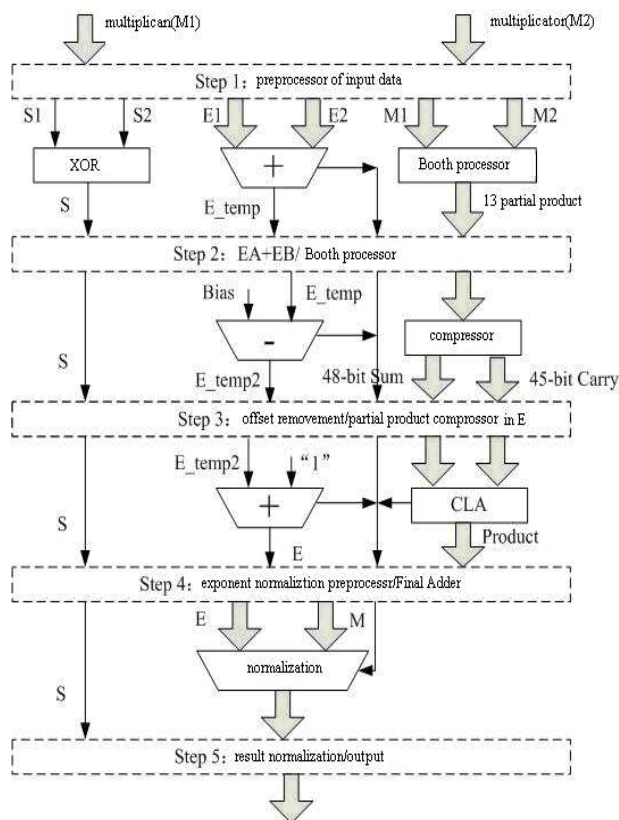 multiplican(M1)
multiplicator(M2)
Step 1: preprocessor of input data
S1
S2
E1
E2
M1
M2
XOR
+
Booth processor
S
E_temp
13 partial product
Step 2: EA+EB/ Booth processor
Bias
E_temp
-
compressor
S
E_temp2
48-bit Sum
45-bit Carry
Step 3: offset removement/partial product comprossor in E
E_temp2
“1”
+
CLA
S
E
Product
Step 4: exponent normaliztion preprocessr/Final Adder
E
M
normalization
S
Step 5: result normalization/output